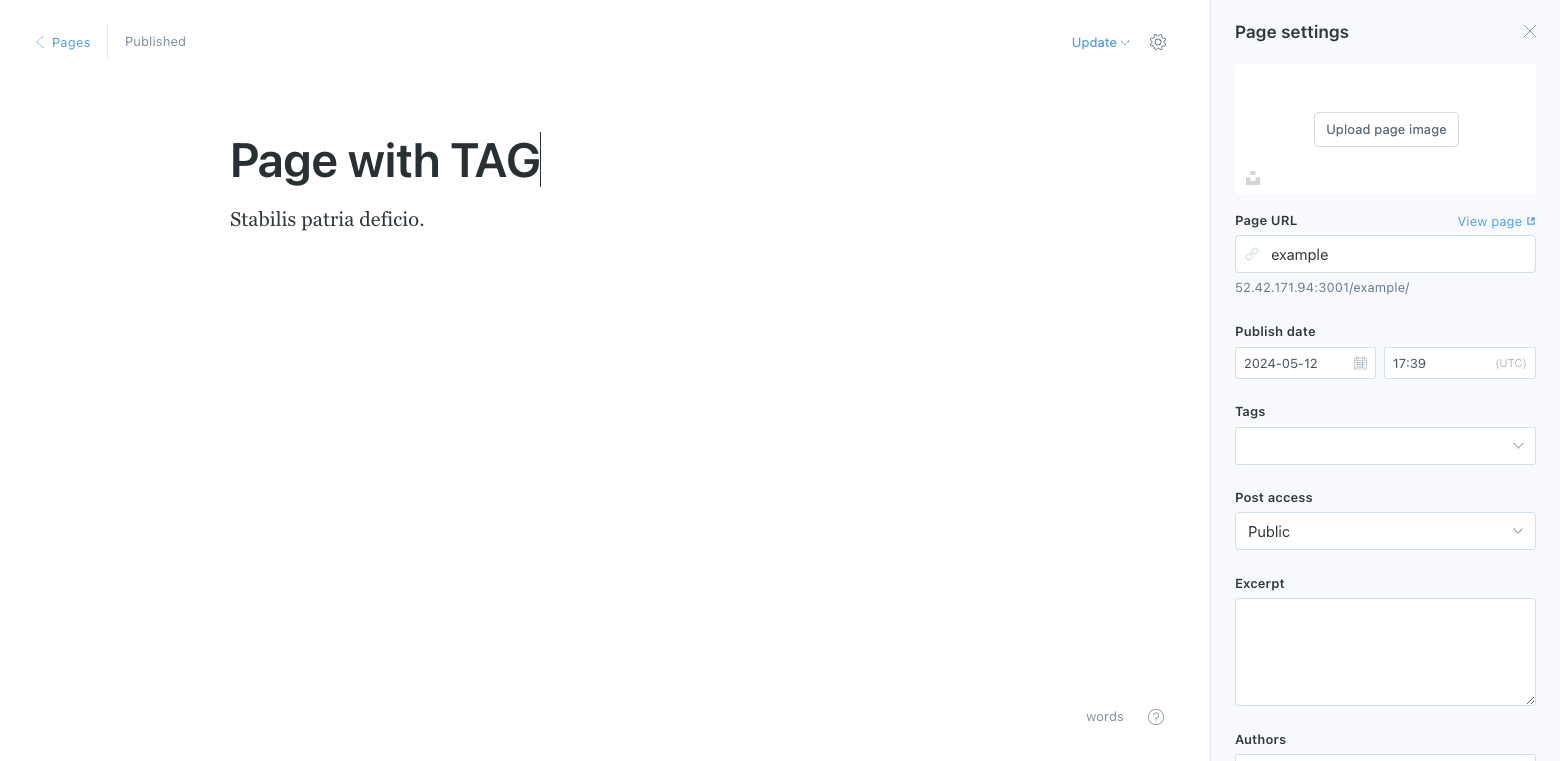 Pages
Published
Update
Page with TAG
Stabilis patria deficio.
words
?
Page settings
Upload page image
Page URL
View page
example
52.42.171.94:3001/example/
Publish date
2024-05-12
17:39
(UTC)
Tags
Post access
Public
Excerpt
Authors